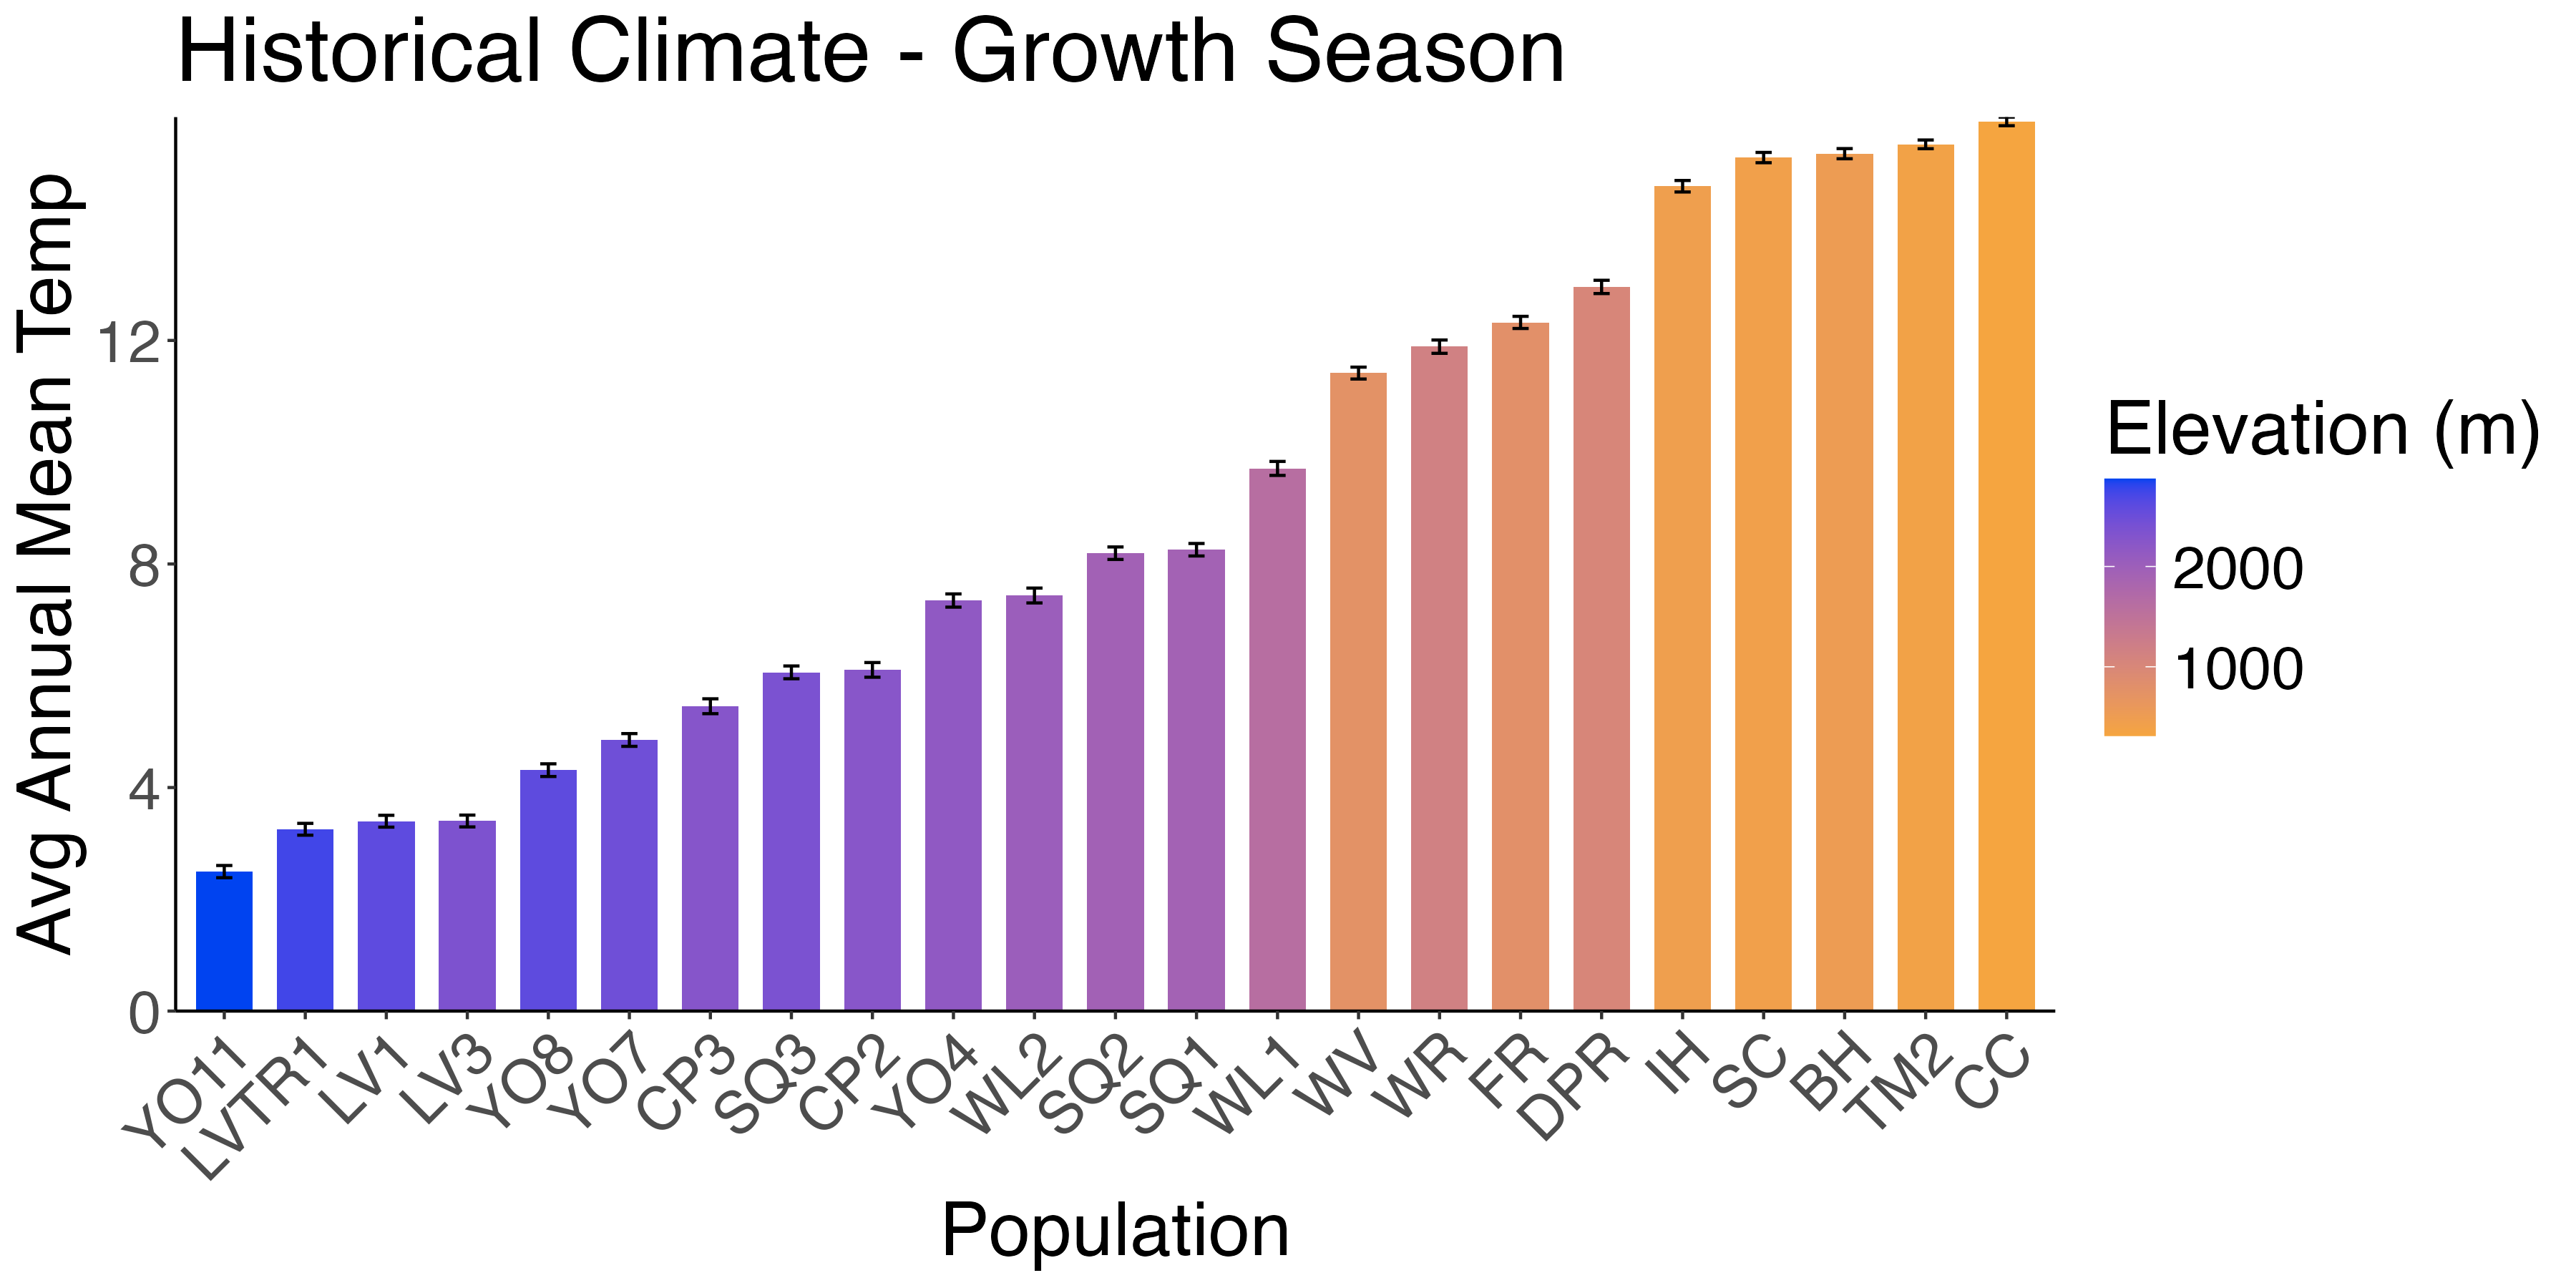 Historical Climate - Growth Season
Avg Annual Mean Temp
12
8
4
0
YO11
LVTR1
LV1
LV3
YO8
YO7
CP3
SQ3
CP2
YO4
WL2
SQ2
SQ1
WL1
WV
WR
FR
DPR
IH
SC
BH
TM2
CC
Population
Elevation (m)
2000
1000